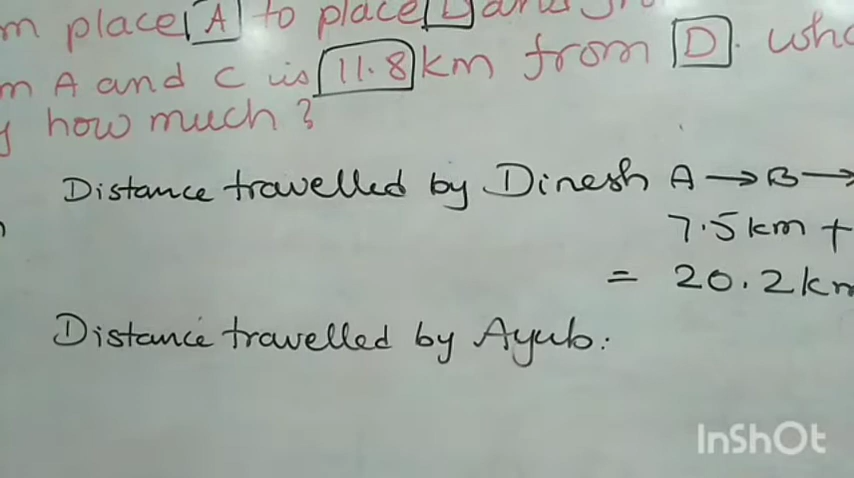 m place A to place
m A and C is 11.8 km from D. who
how much?
Distance travelled by Dinesh A → B →
7.5 km +
= 20.2 km
Distance travelled by Ayub:
InShOt